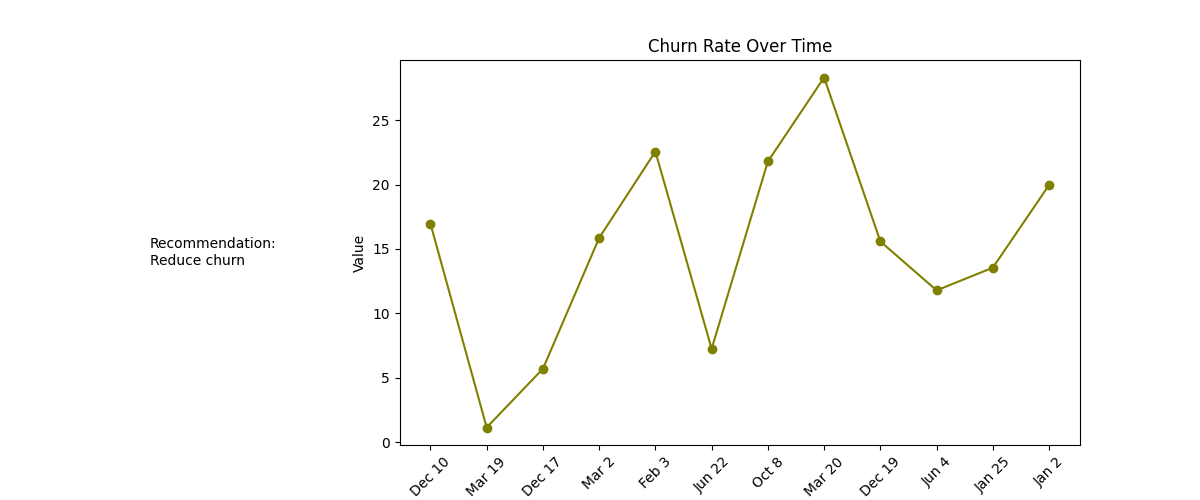 Churn Rate Over Time
Recommendation:
Reduce churn
Value
25
20
15
10
5
0
Dec 10
Mar 19
Dec 17
Mar 2
Feb 3
Jun 22
Oct 8
Mar 20
Dec 19
Jun 4
Jan 25
Jan 2